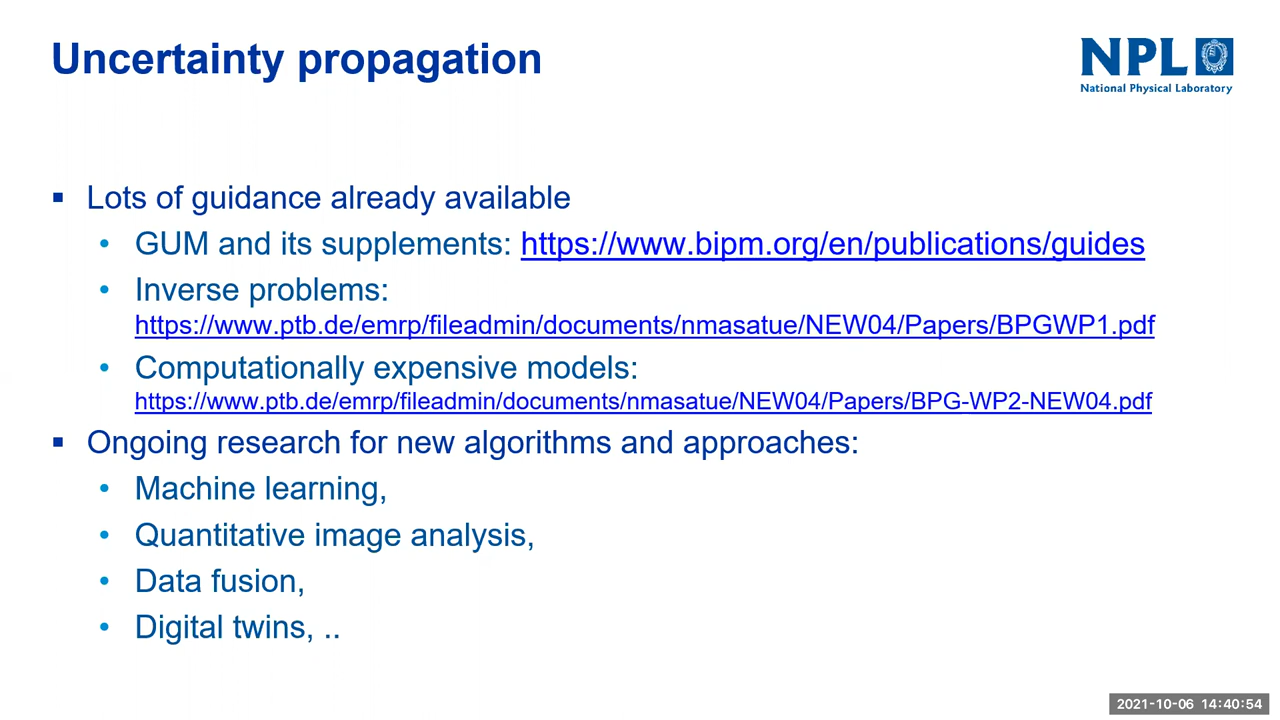 Uncertainty propagation
NPL
National Physical Laboratory
▪ Lots of guidance already available
• GUM and its supplements: https://www.bipm.org/en/publications/guides
• Inverse problems:
https://www.ptb.de/emrp/fileadmin/documents/nmasatue/NEW04/Papers/BPGWP1.pdf
• Computationally expensive models:
https://www.ptb.de/emrp/fileadmin/documents/nmasatue/NEW04/Papers/BPG-WP2-NEW04.pdf
▪ Ongoing research for new algorithms and approaches:
• Machine learning,
• Quantitative image analysis,
• Data fusion,
• Digital twins, ..
2021-10-06 14:40:54